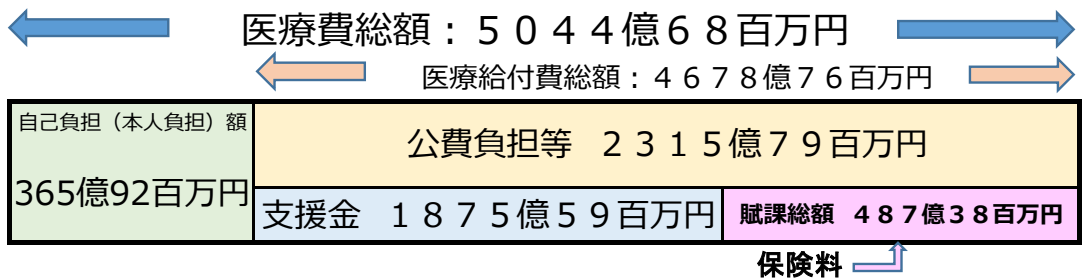 医療費総額：５０４４億６８百万円
医療給付費総額：４６７８億７６百万円
自己負担（本人負担）額
365億92百万円
公費負担等　２３１５億７９百万円
支援金　１８７５億５９百万円
賦課総額　４８７億３８百万円
保険料